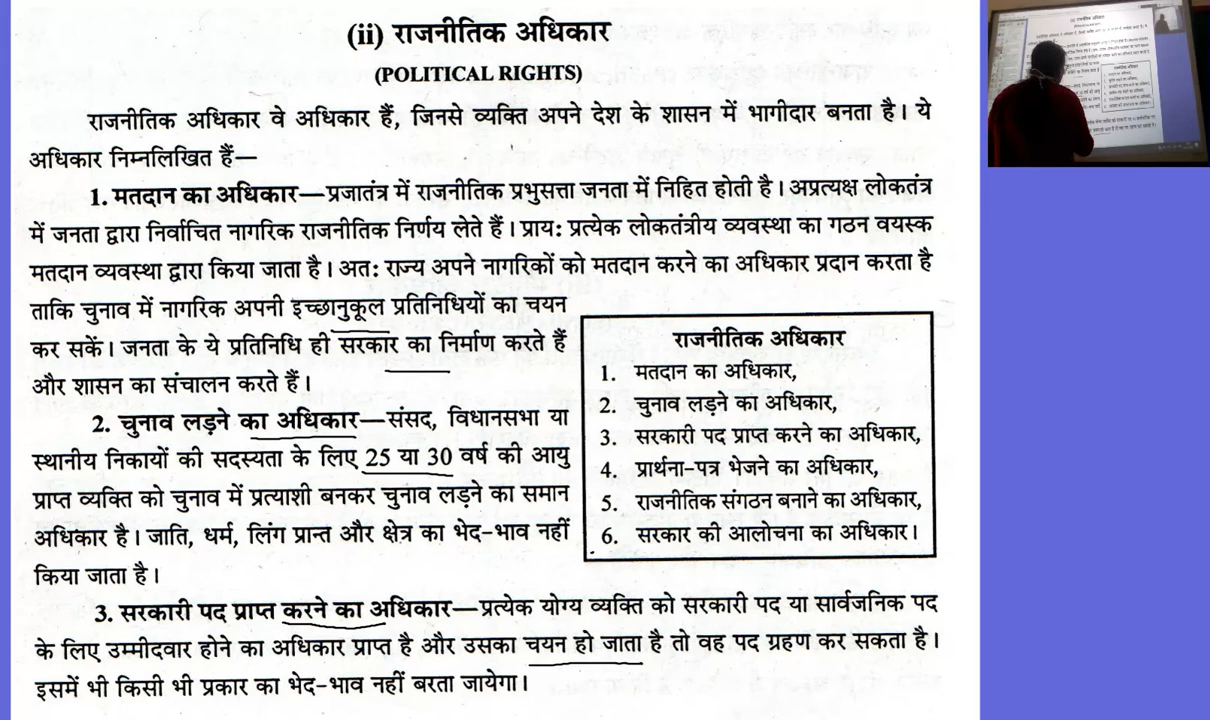 (ii) राजनीतिक अधिकार
(POLITICAL RIGHTS)
राजनीतिक अधिकार वे अधिकार हैं, जिनसे व्यक्ति अपने देश के शासन में भागीदार बनता है। ये
अधिकार निम्नलिखित हैं—
1. मतदान का अधिकार—प्रजातंत्र में राजनीतिक प्रभुसत्ता जनता में निहित होती है। अप्रत्यक्ष लोकतंत्र
में जनता द्वारा निर्वाचित नागरिक राजनीतिक निर्णय लेते हैं। प्राय: प्रत्येक लोकतंत्रीय व्यवस्था का गठन वयस्क
मतदान व्यवस्था द्वारा किया जाता है। अत: राज्य अपने नागरिकों को मतदान करने का अधिकार प्रदान करता है
ताकि चुनाव में नागरिक अपनी इच्छानुकूल प्रतिनिधियों का चयन
कर सकें। जनता के ये प्रतिनिधि ही सरकार का निर्माण करते हैं
और शासन का संचालन करते हैं।
2. चुनाव लड़ने का अधिकार—संसद, विधानसभा या
स्थानीय निकायों की सदस्यता के लिए 25 या 30 वर्ष की आयु
प्राप्त व्यक्ति को चुनाव में प्रत्याशी बनकर चुनाव लड़ने का समान
अधिकार है। जाति, धर्म, लिंग प्रान्त और क्षेत्र का भेद-भाव नहीं
किया जाता है।
राजनीतिक अधिकार
1. मतदान का अधिकार,
2. चुनाव लड़ने का अधिकार,
3. सरकारी पद प्राप्त करने का अधिकार,
4. प्रार्थना-पत्र भेजने का अधिकार,
5. राजनीतिक संगठन बनाने का अधिकार,
6. सरकार की आलोचना का अधिकार।
3. सरकारी पद प्राप्त करने का अधिकार—प्रत्येक योग्य व्यक्ति को सरकारी पद या सार्वजनिक पद
के लिए उम्मीदवार होने का अधिकार प्राप्त है और उसका चयन हो जाता है तो वह पद ग्रहण कर सकता है।
इसमें भी किसी भी प्रकार का भेद-भाव नहीं बरता जायेगा।